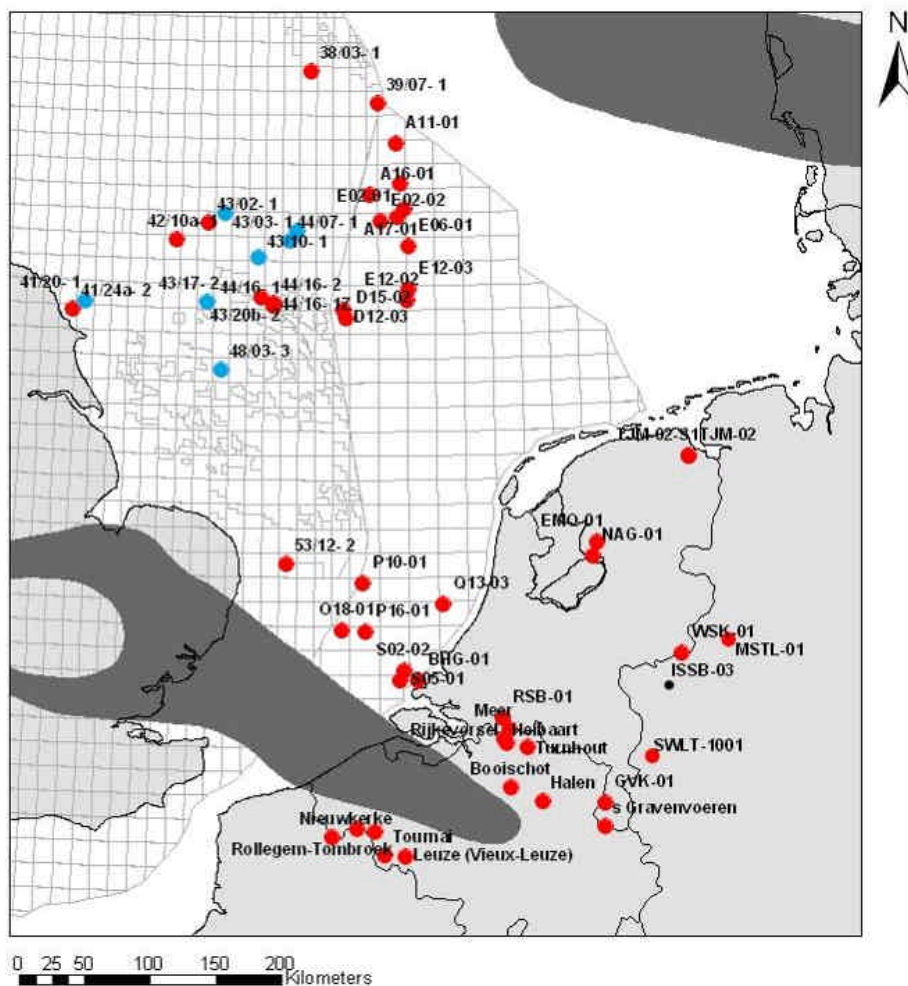 N
38/03- 1
39/07- 1
A11-01
A16-01
E02-01
E02-02
43/02- 1
42/10a- 1
43/03- 1
44/07- 1
A17-01
E06-01
43/10- 1
E12-03
41/20- 1
41/24a- 2
43/17- 2
44/16- 1
44/16- 2
E12-02
D15-02
44/16- 1Z
43/20b- 2
D12-03
48/03- 3
TJM-02-S1
TJM-02
EMO-01
NAG-01
53/12- 2
P10-01
Q13-03
O18-01
P16-01
WSK-01
MSTL-01
S02-02
BHG-01
ISSB-03
S05-01
RSB-01
Meer
Rijkevorsel
Helbaart
Turnhout
SWLT-1001
Booischot
Halen
GVK-01
's Gravenvoeren
Nieuwkerke
Tournai
Rollegem-Tombroek
Leuze (Vieux-Leuze)
0 25 50 100 150 200
Kilometers